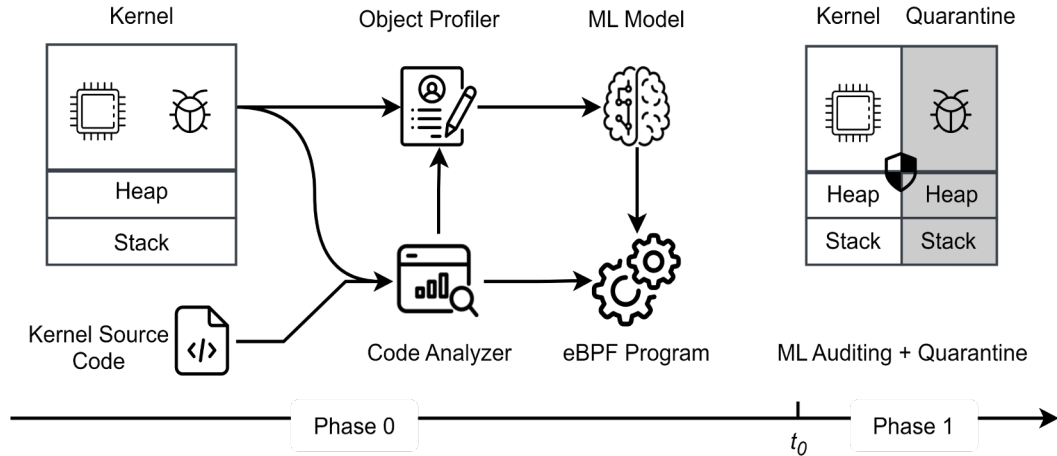 Kernel
Object Profiler
ML Model
Kernel
Quarantine
Heap
Stack
Heap
Heap
Stack
Stack
Kernel Source
Code
</>
Code Analyzer
eBPF Program
ML Auditing + Quarantine
Phase 0
t0
Phase 1